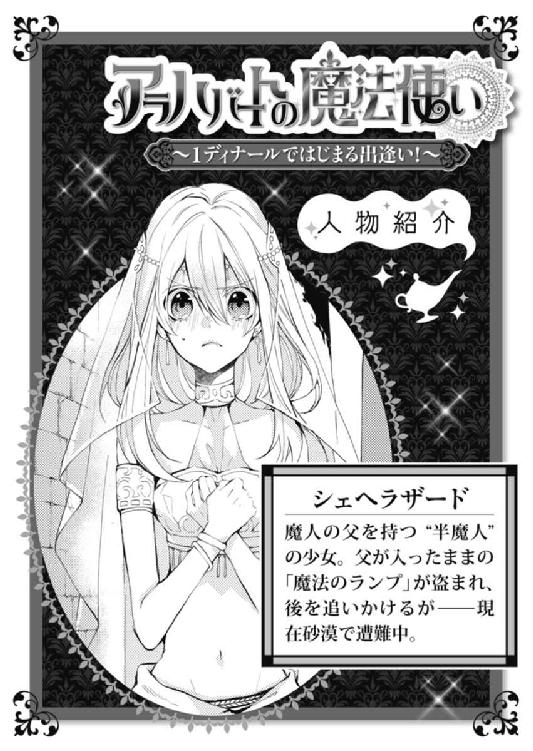 アラハバートの魔法使い
～1ディナールではじまる出逢い！～
人物紹介
シェヘラザード
魔人の父を持つ“半魔人”
の少女。父が入ったままの
「魔法のランプ」が盗まれ、
後を追いかけるが──現
在砂漠で遭難中。